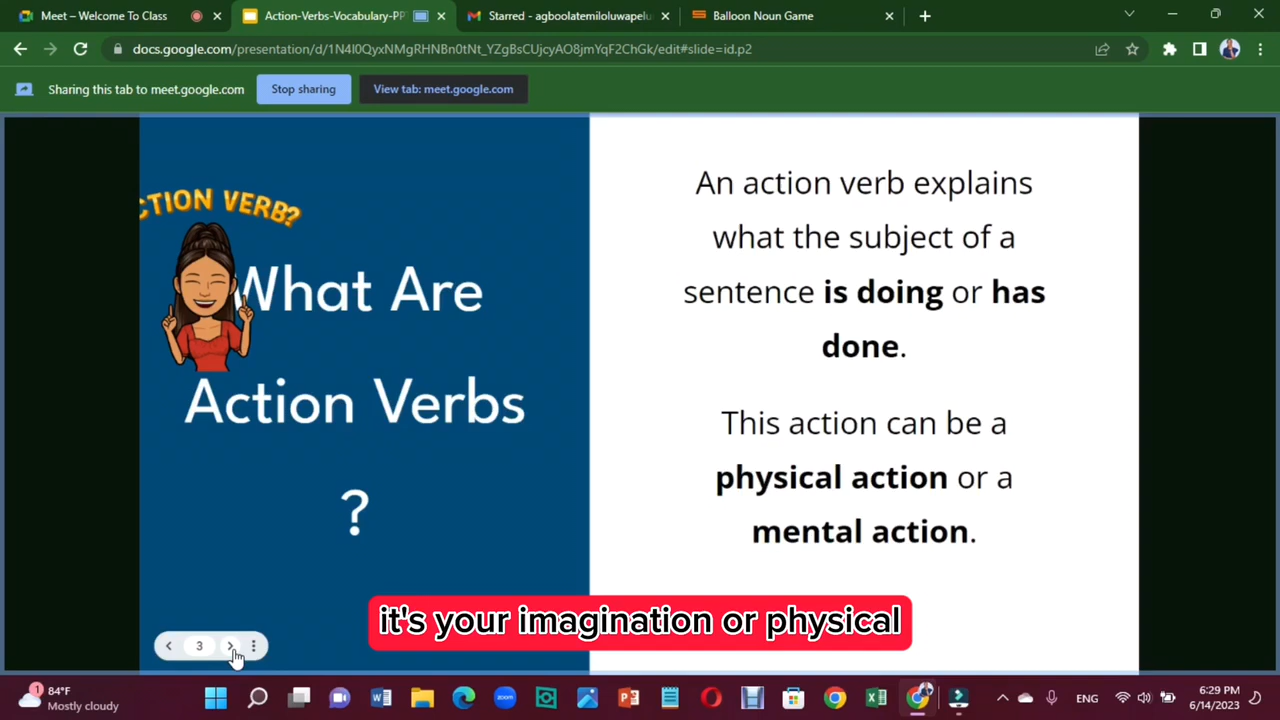 Meet – Welcome To Class
Action-Verbs-Vocabulary-PP
Starred - agboolatemiloluwapelu
Balloon Noun Game
docs.google.com/presentation/d/1N4l0QyxNMgRHNBn0tNt_YZgBsCUjcyAO8jmYqF2ChGk/edit#slide=id.p2
Sharing this tab to meet.google.com
Stop sharing
View tab: meet.google.com
CTION VERB?
What Are
Action Verbs
?
An action verb explains
what the subject of a
sentence is doing or has
done.
This action can be a
physical action or a
mental action.
it's your imagination or physical
3
1
84°F
Mostly cloudy
zoom
ENG
6:29 PM
6/14/2023